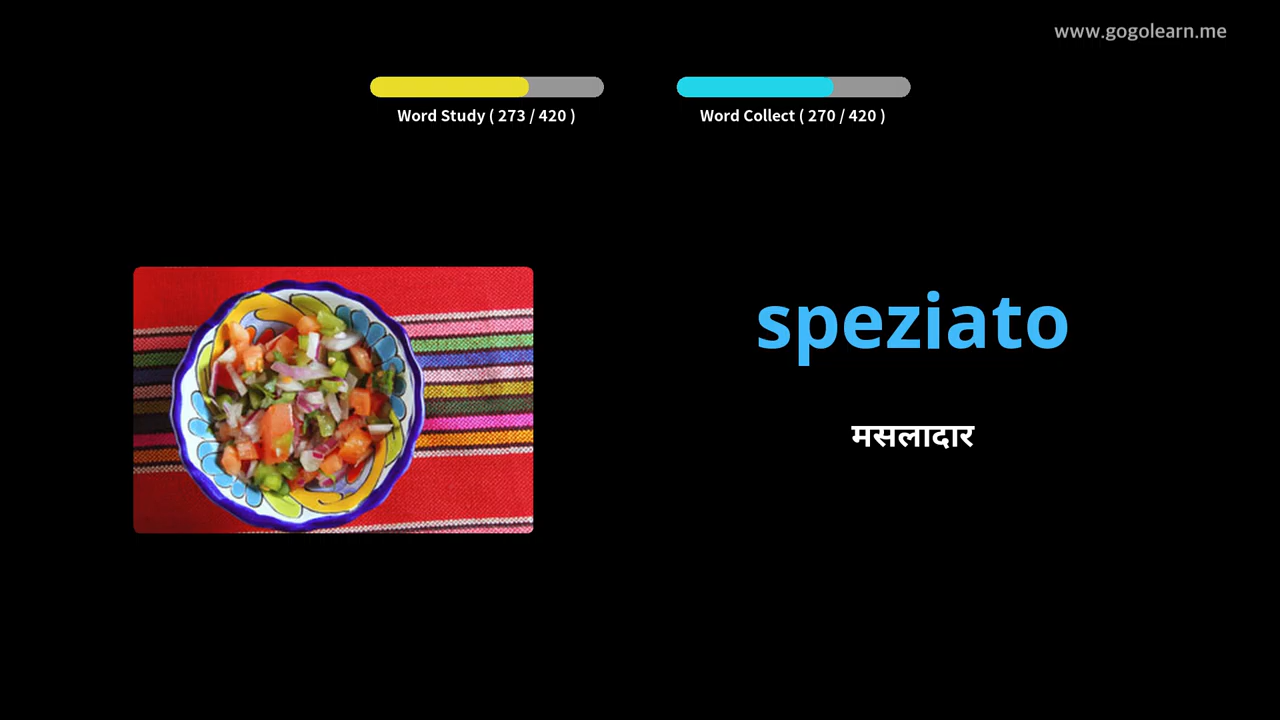 www.gogolearn.me
Word Study ( 273 / 420 )
Word Collect ( 270 / 420 )
speziato
मसलादार